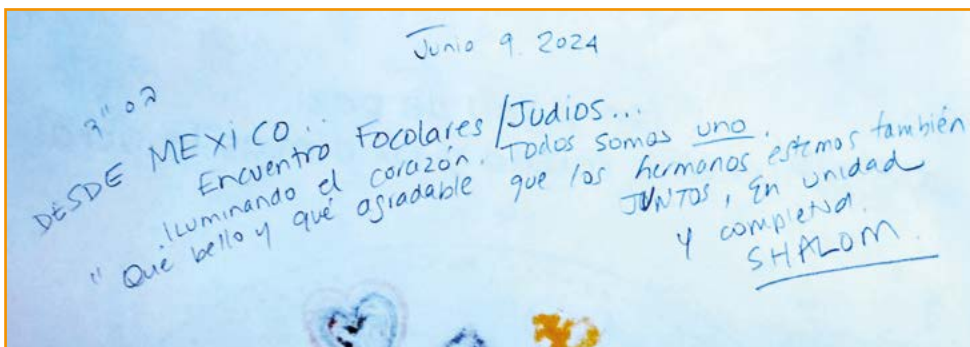 Junio 9. 2024
DESDE MEXICO...
Encuentro Focolares / Judios...
iluminando el corazón. Todos somos uno.
"Qué bello y qué agradable que los hermanos estemos también
JUNTOS, En unidad
y completud.
SHALOM.